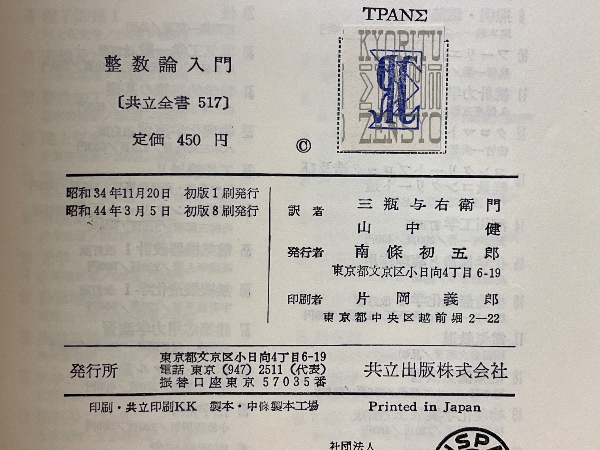 TPANΣ
KYORITU
ZENSYO
整数論入門
〔共立全書 517〕
定価 450 円
©
昭和34年11月20日 初版1刷発行
昭和44年3月5日 初版8刷発行
訳者 三瓶与右衛門
山中健
発行者 南條初五郎
東京都文京区小日向4丁目6-19
印刷者 片岡義郎
東京都中央区越前堀2—22
発行所
東京都文京区小日向4丁目6-19
電話 東京 (947) 2511 (代表)
振替口座東京 57035番
共立出版株式会社
印刷・共立印刷KK 製本・中條製本工場 Printed in Japan
社団法人